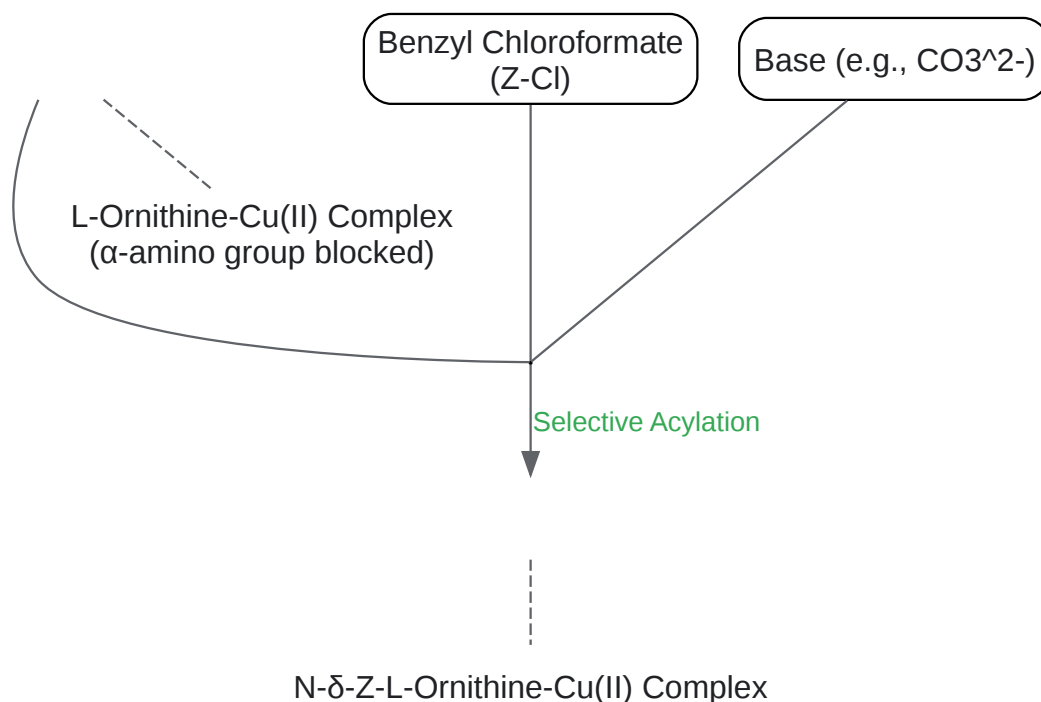 Benzyl Chloroformate
(Z-Cl)
Base (e.g., CO3^2-)
L-Ornithine-Cu(II) Complex
(α-amino group blocked)
Selective Acylation
N-δ-Z-L-Ornithine-Cu(II) Complex